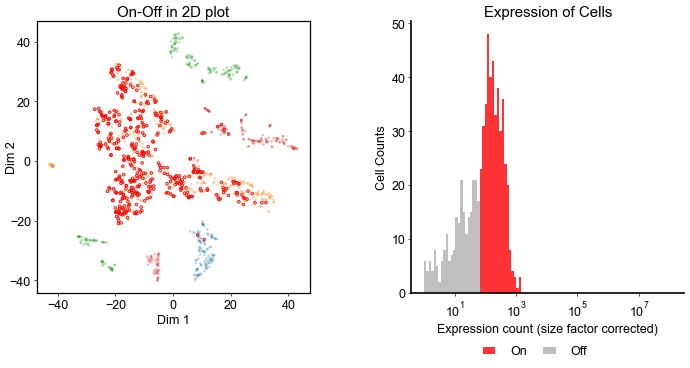 On-Off in 2D plot
Dim 2
40
20
0
−20
−40
−40 −20 0 20 40
Dim 1
Expression of Cells
Cell Counts
50
40
30
20
10
0
10^1 10^3 10^5 10^7
Expression count (size factor corrected)
On Off